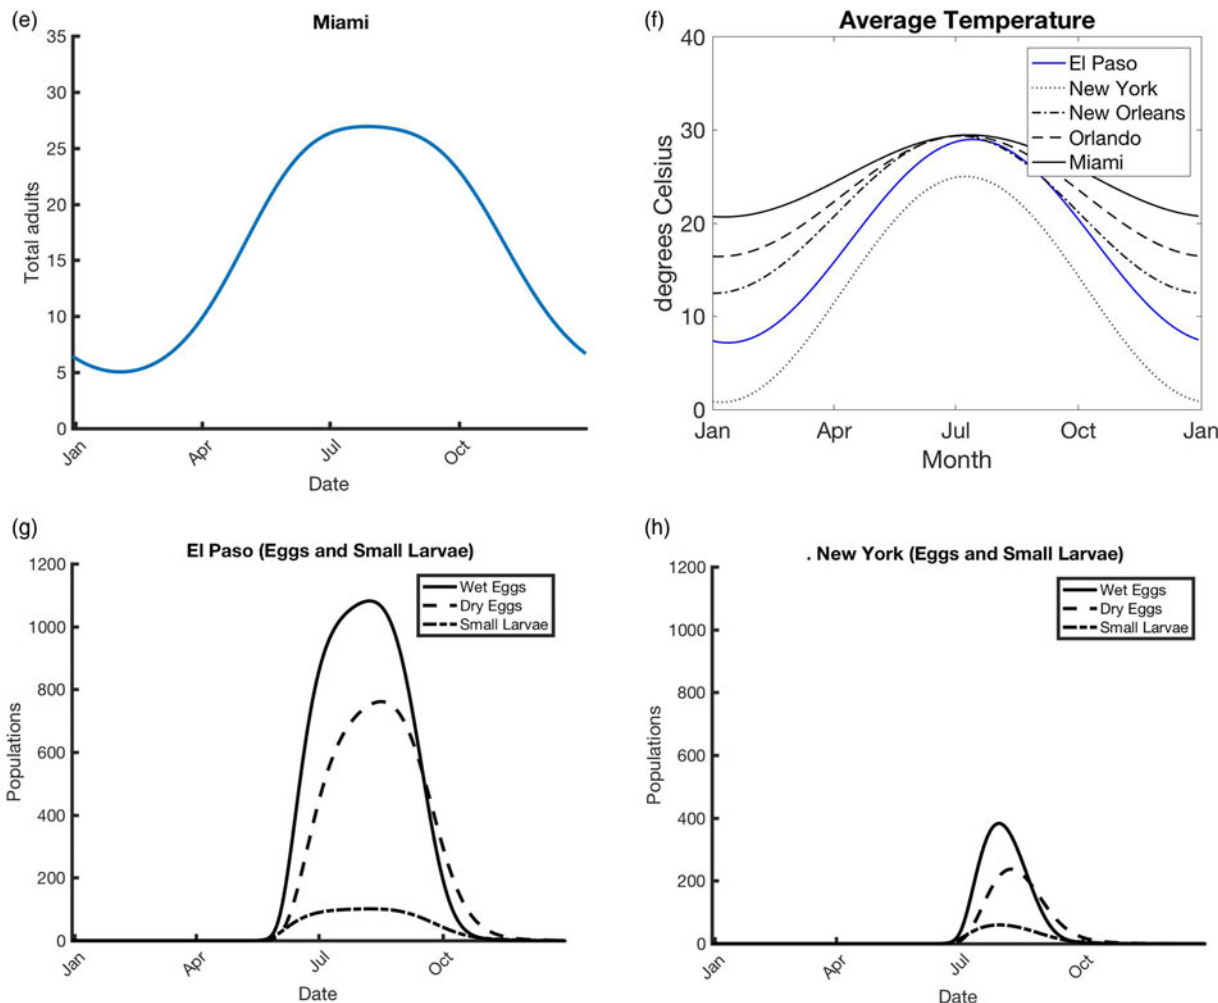 (e)
Miami
35
30
25
20
15
10
5
0
Total adults
Jan
Apr
Jul
Oct
Date
(f)
Average Temperature
40
30
20
10
0
degrees Celsius
El Paso
New York
New Orleans
Orlando
Miami
Jan
Apr
Jul
Oct
Jan
Month
(g)
El Paso (Eggs and Small Larvae)
1200
1000
800
600
400
200
0
Populations
Wet Eggs
Dry Eggs
Small Larvae
Jan
Apr
Jul
Oct
Date
(h)
. New York (Eggs and Small Larvae)
1200
1000
800
600
400
200
0
Populations
Wet Eggs
Dry Eggs
Small Larvae
Jan
Apr
Jul
Oct
Date